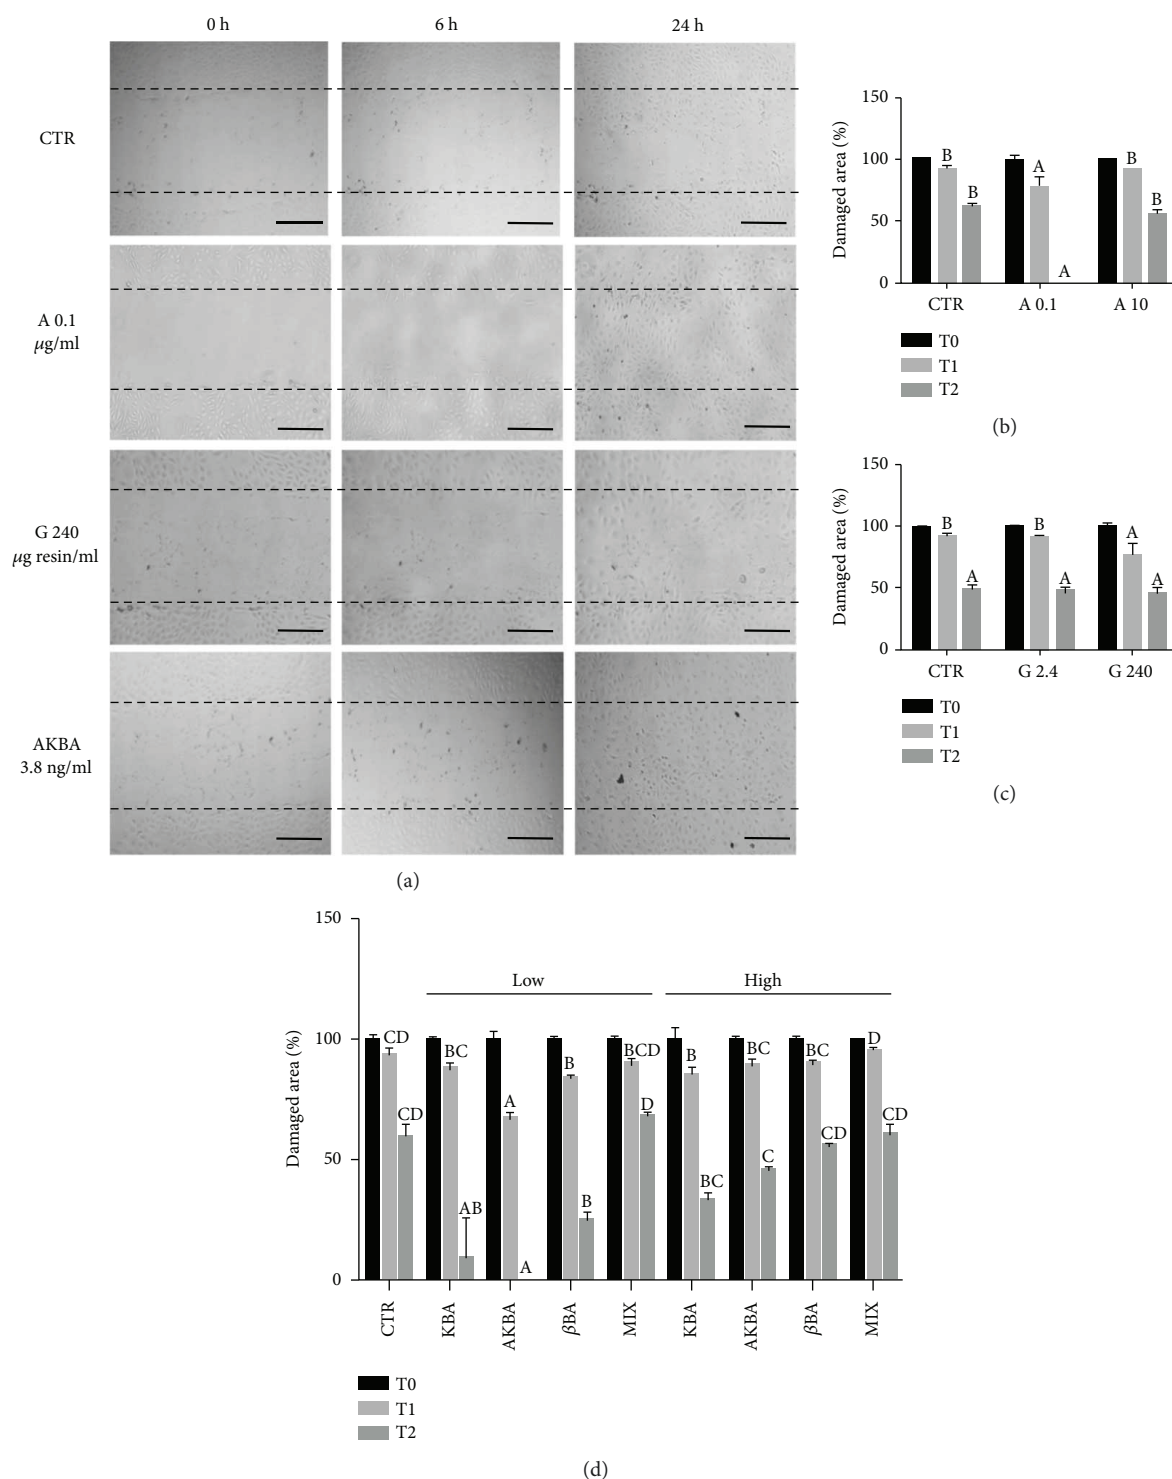 0 h 6 h 24 h
CTR
A 0.1
μg/ml
G 240
μg resin/ml
AKBA
3.8 ng/ml
(a)
150
100
50
0
Damaged area (%)
B
B
A
A
B
B
CTR A 0.1 A 10
T0
T1
T2
(b)
150
100
50
0
Damaged area (%)
B
A
B
A
A
A
CTR G 2.4 G 240
T0
T1
T2
(c)
150
100
50
0
Damaged area (%)
Low High
CD
CD
BC
AB
A
A
B
B
BCD
D
B
BC
BC
C
BC
CD
D
CD
CTR KBA AKBA βBA MIX KBA AKBA βBA MIX
T0
T1
T2
(d)